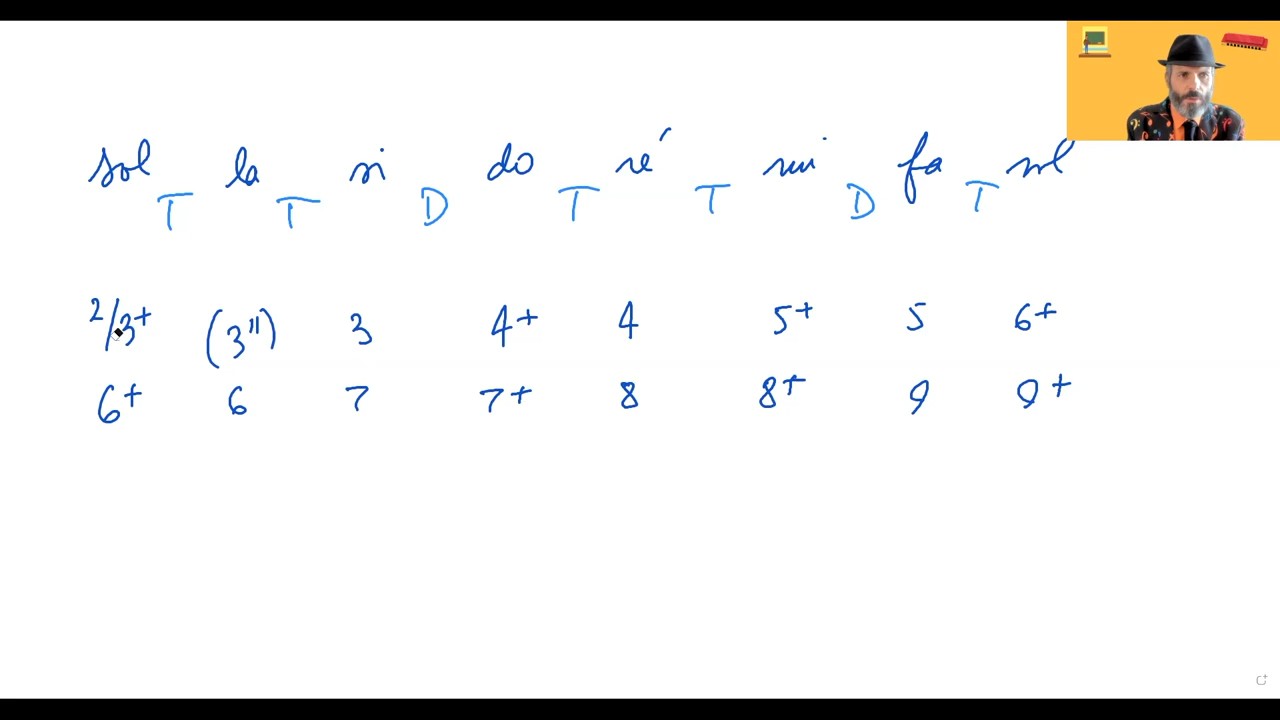 sol la si do ré mi fa sol
T T D T T D T
2/3+ (3") 3 4+ 4 5+ 5 6+
6+ 6 7 7+ 8 8+ 9 9+